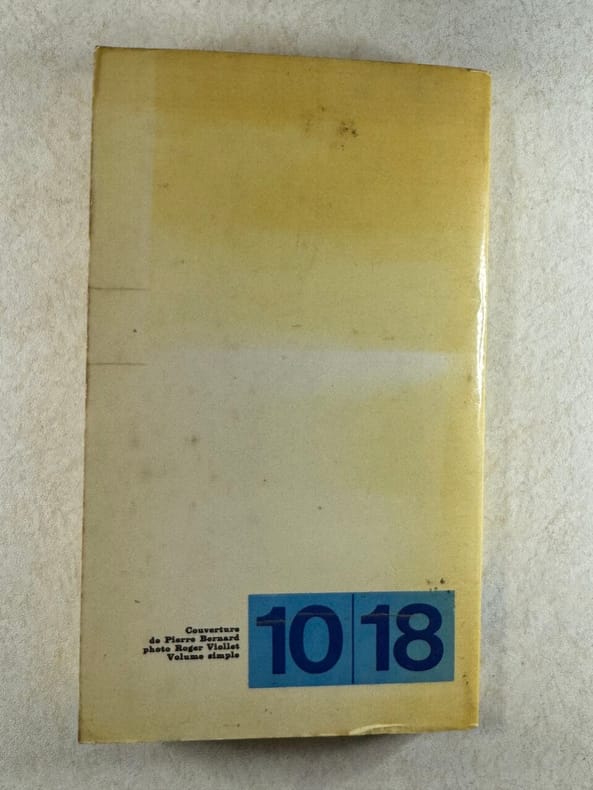 Couverture
de Pierre Bernard
photo Roger Viollet
Volume simple
10 18